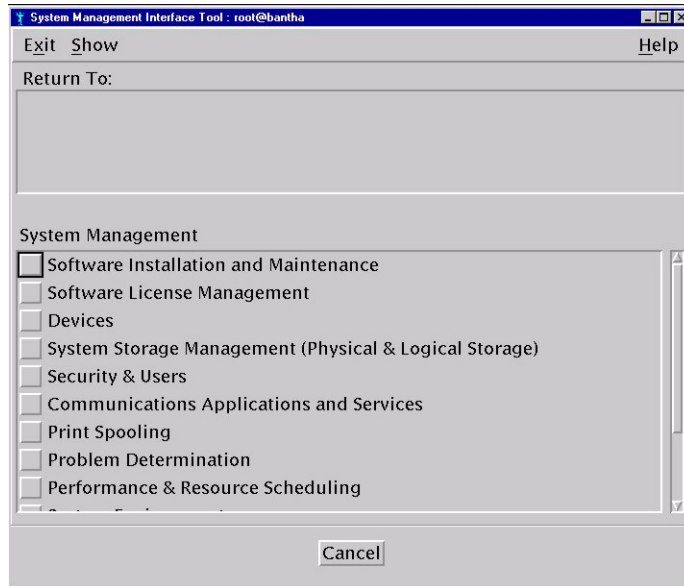 System Management Interface Tool : root@bantha
Exit Show Help
Return To:
System Management
Software Installation and Maintenance
Software License Management
Devices
System Storage Management (Physical & Logical Storage)
Security & Users
Communications Applications and Services
Print Spooling
Problem Determination
Performance & Resource Scheduling
Cancel